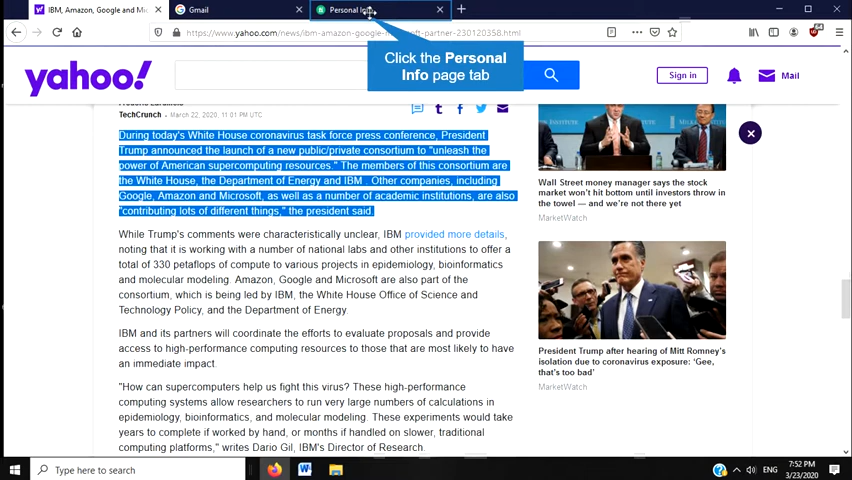 IBM, Amazon, Google and Mic
Gmail
Personal Info
https://www.yahoo.com/news/ibm-amazon-google-m
soft-partner-230120358.html
Click the Personal
Info page tab
yahoo!
Sign in
Mail
TechCrunch • March 22, 2020, 11:01 PM UTC
During today's White House coronavirus task force press conference, President
Trump announced the launch of a new public/private consortium to "unleash the
power of American supercomputing resources." The members of this consortium are
the White House, the Department of Energy and IBM . Other companies, including
Google, Amazon and Microsoft, as well as a number of academic institutions, are also
"contributing lots of different things," the president said.
While Trump's comments were characteristically unclear, IBM provided more details,
noting that it is working with a number of national labs and other institutions to offer a
total of 330 petaflops of compute to various projects in epidemiology, bioinformatics
and molecular modeling. Amazon, Google and Microsoft are also part of the
consortium, which is being led by IBM, the White House Office of Science and
Technology Policy, and the Department of Energy.
IBM and its partners will coordinate the efforts to evaluate proposals and provide
access to high-performance computing resources to those that are most likely to have
an immediate impact.
"How can supercomputers help us fight this virus? These high-performance
computing systems allow researchers to run very large numbers of calculations in
epidemiology, bioinformatics, and molecular modeling. These experiments would take
years to complete if worked by hand, or months if handled on slower, traditional
computing platforms," writes Dario Gil, IBM's Director of Research.
Wall Street money manager says the stock
market won't hit bottom until investors throw in
the towel — and we're not there yet
MarketWatch
President Trump after hearing of Mitt Romney's
isolation due to coronavirus exposure: 'Gee,
that's too bad'
MarketWatch
Type here to search
ENG
7:52 PM
3/23/2020